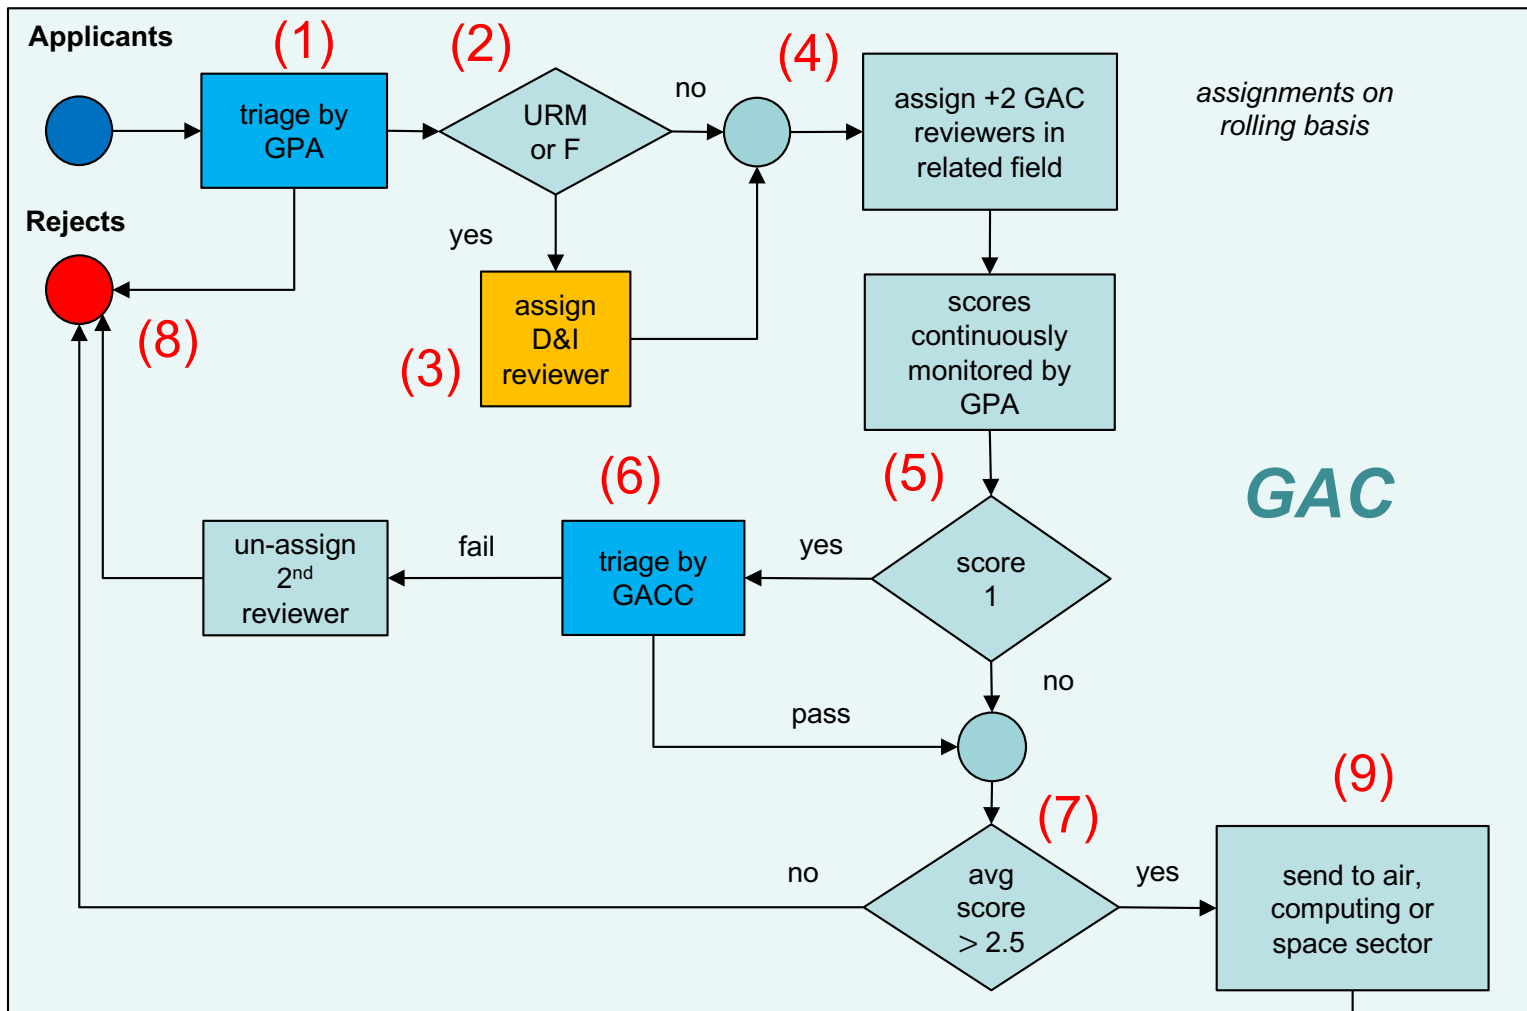 Applicants
(1)
(2)
(4)
triage by
GPA
URM
or F
no
assign +2 GAC
reviewers in
related field
assignments on
rolling basis
Rejects
yes
(8)
(3)
assign
D&I
reviewer
scores
continuously
monitored by
GPA
(6)
(5)
GAC
un-assign
2nd
reviewer
fail
triage by
GACC
yes
score
1
no
pass
(9)
(7)
no
avg
score
> 2.5
yes
send to air,
computing or
space sector